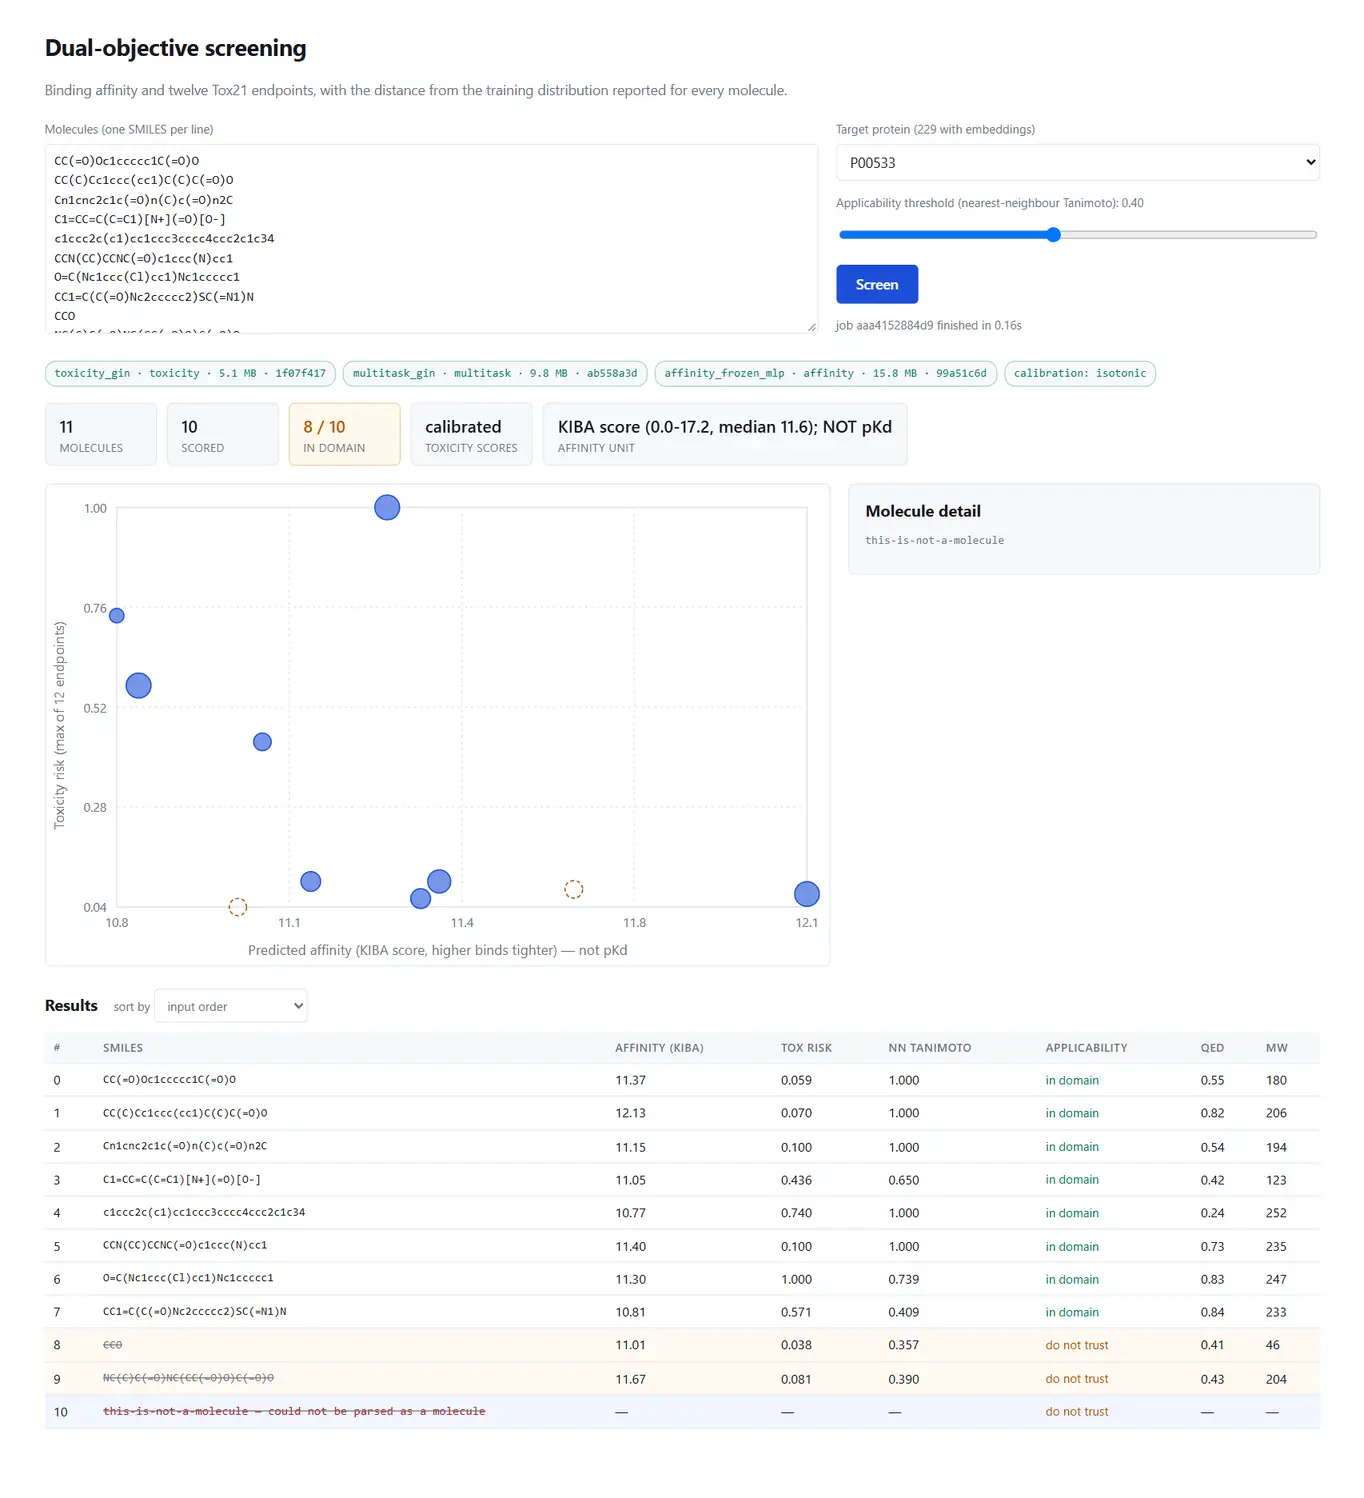 Dual-objective screening
Binding affinity and twelve Tox21 endpoints, with the distance from the training distribution reported for every molecule.
Molecules (one SMILES per line)
CC(=O)Oc1ccccc1C(=O)O
CC(C)Cc1ccc(cc1)C(C)C(=O)O
Cn1cnc2c1c(=O)n(C)c(=O)n2C
C1=CC=C(C=C1)[N+](=O)[O-]
c1ccc2c(c1)cc1ccc3cccc4ccc2c1c34
CCN(CC)CCNC(=O)c1ccc(N)cc1
O=C(Nc1ccc(Cl)cc1)Nc1ccccc1
CC1=C(C(=O)Nc2ccccc2)SC(=N1)N
CCO
Target protein (229 with embeddings)
P00533
Applicability threshold (nearest-neighbour Tanimoto): 0.40
Screen
job aaa4152884d9 finished in 0.16s
toxicity_gin · toxicity · 5.1 MB · 1f07f417
multitask_gin · multitask · 9.8 MB · ab558a3d
affinity_frozen_mlp · affinity · 15.8 MB · 99a51c6d
calibration: isotonic
11
MOLECULES
10
SCORED
8 / 10
IN DOMAIN
calibrated
TOXICITY SCORES
KIBA score (0.0-17.2, median 11.6); NOT pKd
AFFINITY UNIT
1.00
0.76
0.52
0.28
0.04
Toxicity risk (max of 12 endpoints)
10.8 11.1 11.4 11.8 12.1
Predicted affinity (KIBA score, higher binds tighter) — not pKd
Molecule detail
this-is-not-a-molecule
Results sort by input order
# SMILES AFFINITY (KIBA) TOX RISK NN TANIMOTO APPLICABILITY QED MW
0 CC(=O)Oc1ccccc1C(=O)O 11.37 0.059 1.000 in domain 0.55 180
1 CC(C)Cc1ccc(cc1)C(C)C(=O)O 12.13 0.070 1.000 in domain 0.82 206
2 Cn1cnc2c1c(=O)n(C)c(=O)n2C 11.15 0.100 1.000 in domain 0.54 194
3 C1=CC=C(C=C1)[N+](=O)[O-] 11.05 0.436 0.650 in domain 0.42 123
4 c1ccc2c(c1)cc1ccc3cccc4ccc2c1c34 10.77 0.740 1.000 in domain 0.24 252
5 CCN(CC)CCNC(=O)c1ccc(N)cc1 11.40 0.100 1.000 in domain 0.73 235
6 O=C(Nc1ccc(Cl)cc1)Nc1ccccc1 11.30 1.000 0.739 in domain 0.83 247
7 CC1=C(C(=O)Nc2ccccc2)SC(=N1)N 10.81 0.571 0.409 in domain 0.84 233
8 CCO 11.01 0.038 0.357 do not trust 0.41 46
9 NC(C)C(=O)NC(CC(=O)O)C(=O)O 11.67 0.081 0.390 do not trust 0.43 204
10 this-is-not-a-molecule — could not be parsed as a molecule — — — do not trust — —